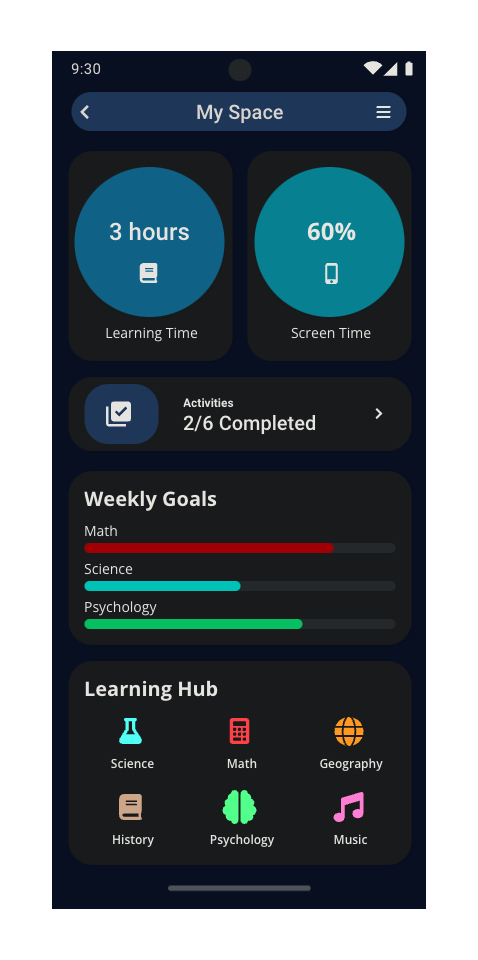 9:30
My Space
3 hours
60%
Learning Time
Screen Time
Activities
2/6 Completed
Weekly Goals
Math
Science
Psychology
Learning Hub
Science
Math
Geography
History
Psychology
Music